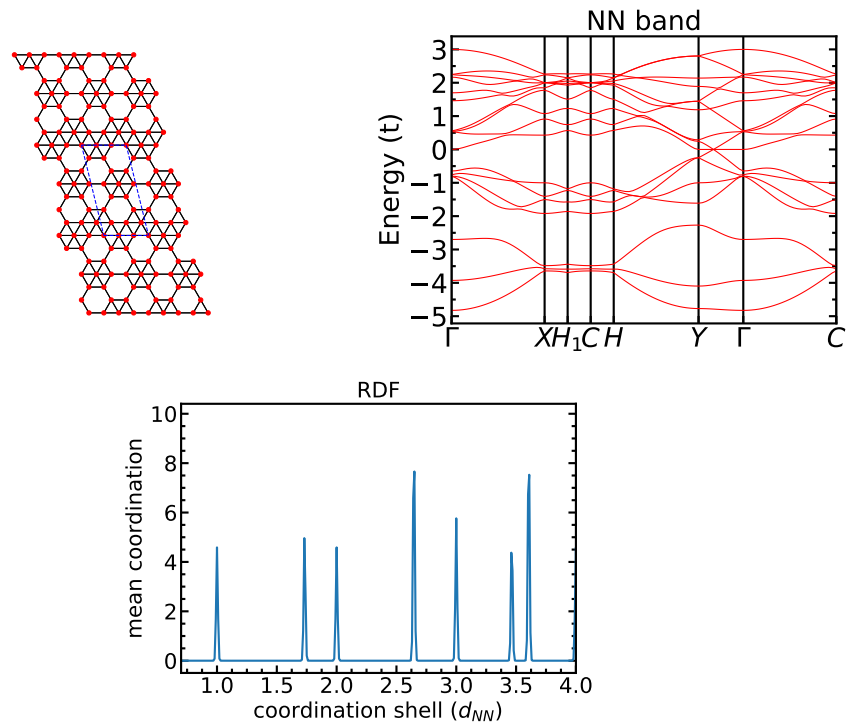 NN band
Energy (t)
3
2
1
0
−1
−2
−3
−4
−5
Γ X H₁ C H Y Γ C
RDF
mean coordination
10
8
6
4
2
0
1.0 1.5 2.0 2.5 3.0 3.5 4.0
coordination shell (d_NN)